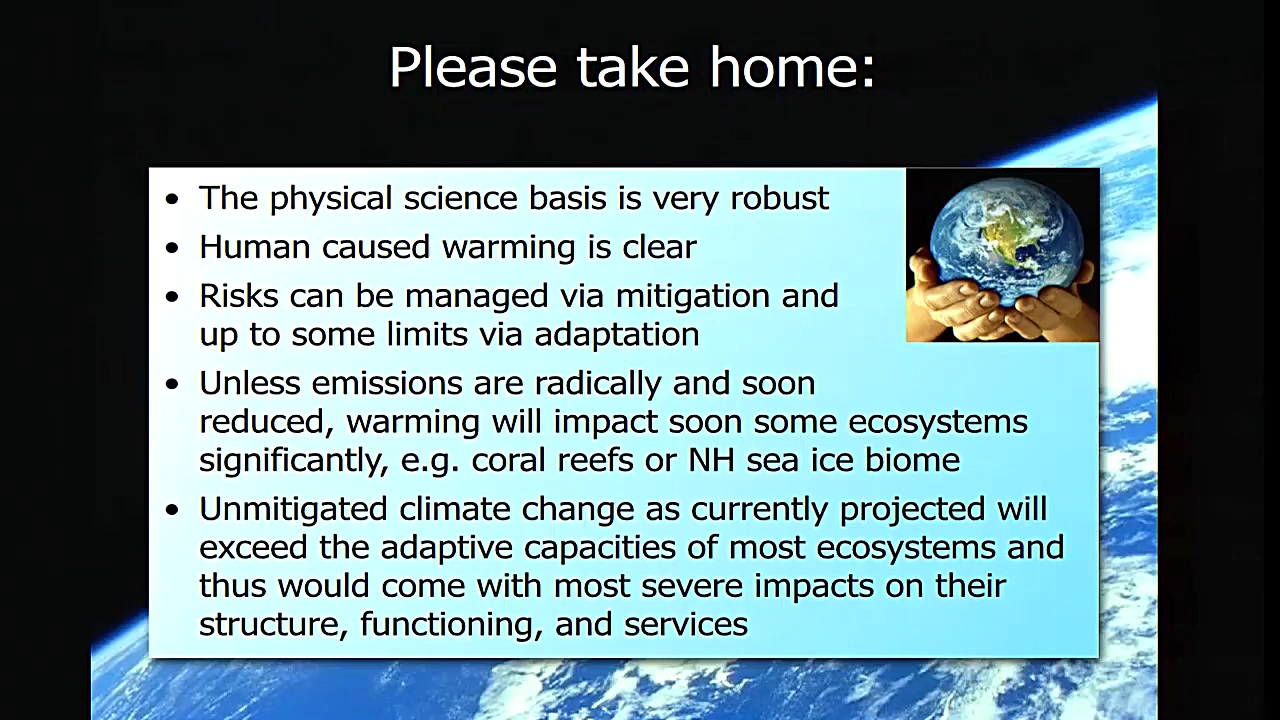 Please take home:
• The physical science basis is very robust
• Human caused warming is clear
• Risks can be managed via mitigation and
up to some limits via adaptation
• Unless emissions are radically and soon
reduced, warming will impact soon some ecosystems
significantly, e.g. coral reefs or NH sea ice biome
• Unmitigated climate change as currently projected will
exceed the adaptive capacities of most ecosystems and
thus would come with most severe impacts on their
structure, functioning, and services